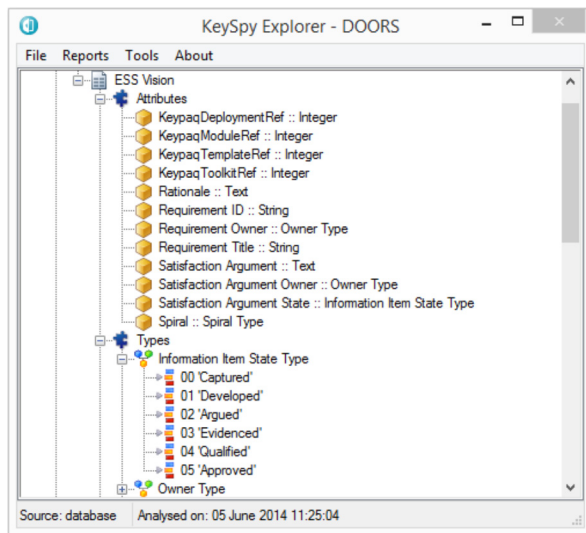 KeySpy Explorer - DOORS
File Reports Tools About
ESS Vision
Attributes
KeypaqDeploymentRef :: Integer
KeypaqModuleRef :: Integer
KeypaqTemplateRef :: Integer
KeypaqToolkitRef :: Integer
Rationale :: Text
Requirement ID :: String
Requirement Owner :: Owner Type
Requirement Title :: String
Satisfaction Argument :: Text
Satisfaction Argument Owner :: Owner Type
Satisfaction Argument State :: Information Item State Type
Spiral :: Spiral Type
Types
Information Item State Type
00 'Captured'
01 'Developed'
02 'Argued'
03 'Evidenced'
04 'Qualified'
05 'Approved'
Owner Type
Source: database Analysed on: 05 June 2014 11:25:04